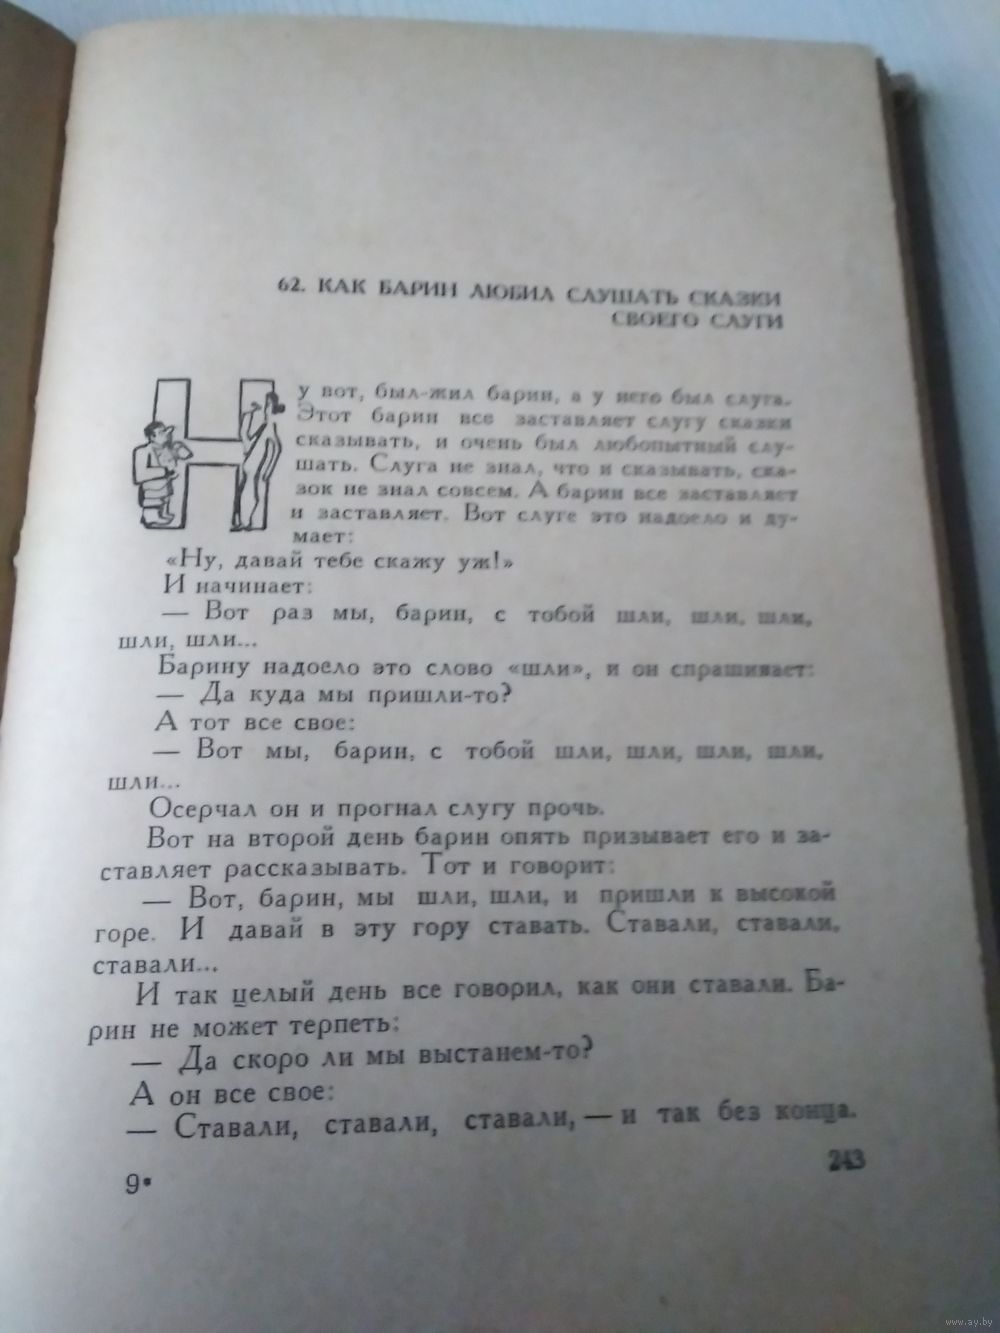 62. КАК БАРИН ЛЮБИЛ СЛУШАТЬ СКАЗКИ
СВОЕГО СЛУГИ
Ну вот, был-жил барин, а у него был слуга.
Этот барин все заставляет слугу сказки
сказывать, и очень был любопытный слу-
шать. Слуга не знал, что и сказывать, ска-
зок не знал совсем. А барин все заставляет
и заставляет. Вот слуге это надоело и ду-
мает:
«Ну, давай тебе скажу уж!»
И начинает:
— Вот раз мы, барин, с тобой шли, шли, шли,
шли, шли...
Барину надоело это слово «шли», и он спрашивает:
— Да куда мы пришли-то?
А тот все свое:
— Вот мы, барин, с тобой шли, шли, шли, шли,
шли...
Осерчал он и прогнал слугу прочь.
Вот на второй день барин опять призывает его и за-
ставляет рассказывать. Тот и говорит:
— Вот, барин, мы шли, шли, и пришли к высокой
горе. И давай в эту гору ставать. Ставали, ставали,
ставали...
И так целый день все говорил, как они ставали. Ба-
рин не может терпеть:
— Да скоро ли мы выстанем-то?
А он все свое:
— Ставали, ставали, ставали, — и так без конца.
243
9*
www.ay.by